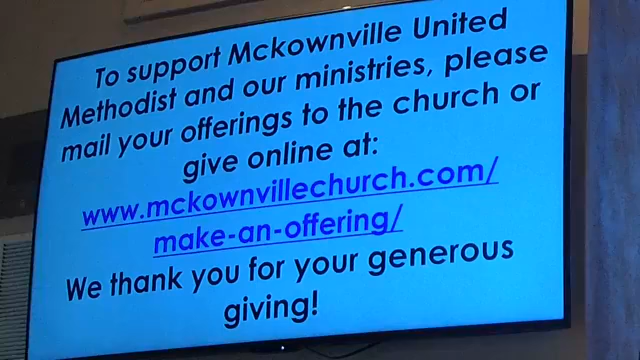 To support Mckownville United
Methodist and our ministries, please
mail your offerings to the church or
give online at:
www.mckownvillechurch.com/
make-an-offering/
We thank you for your generous
giving!